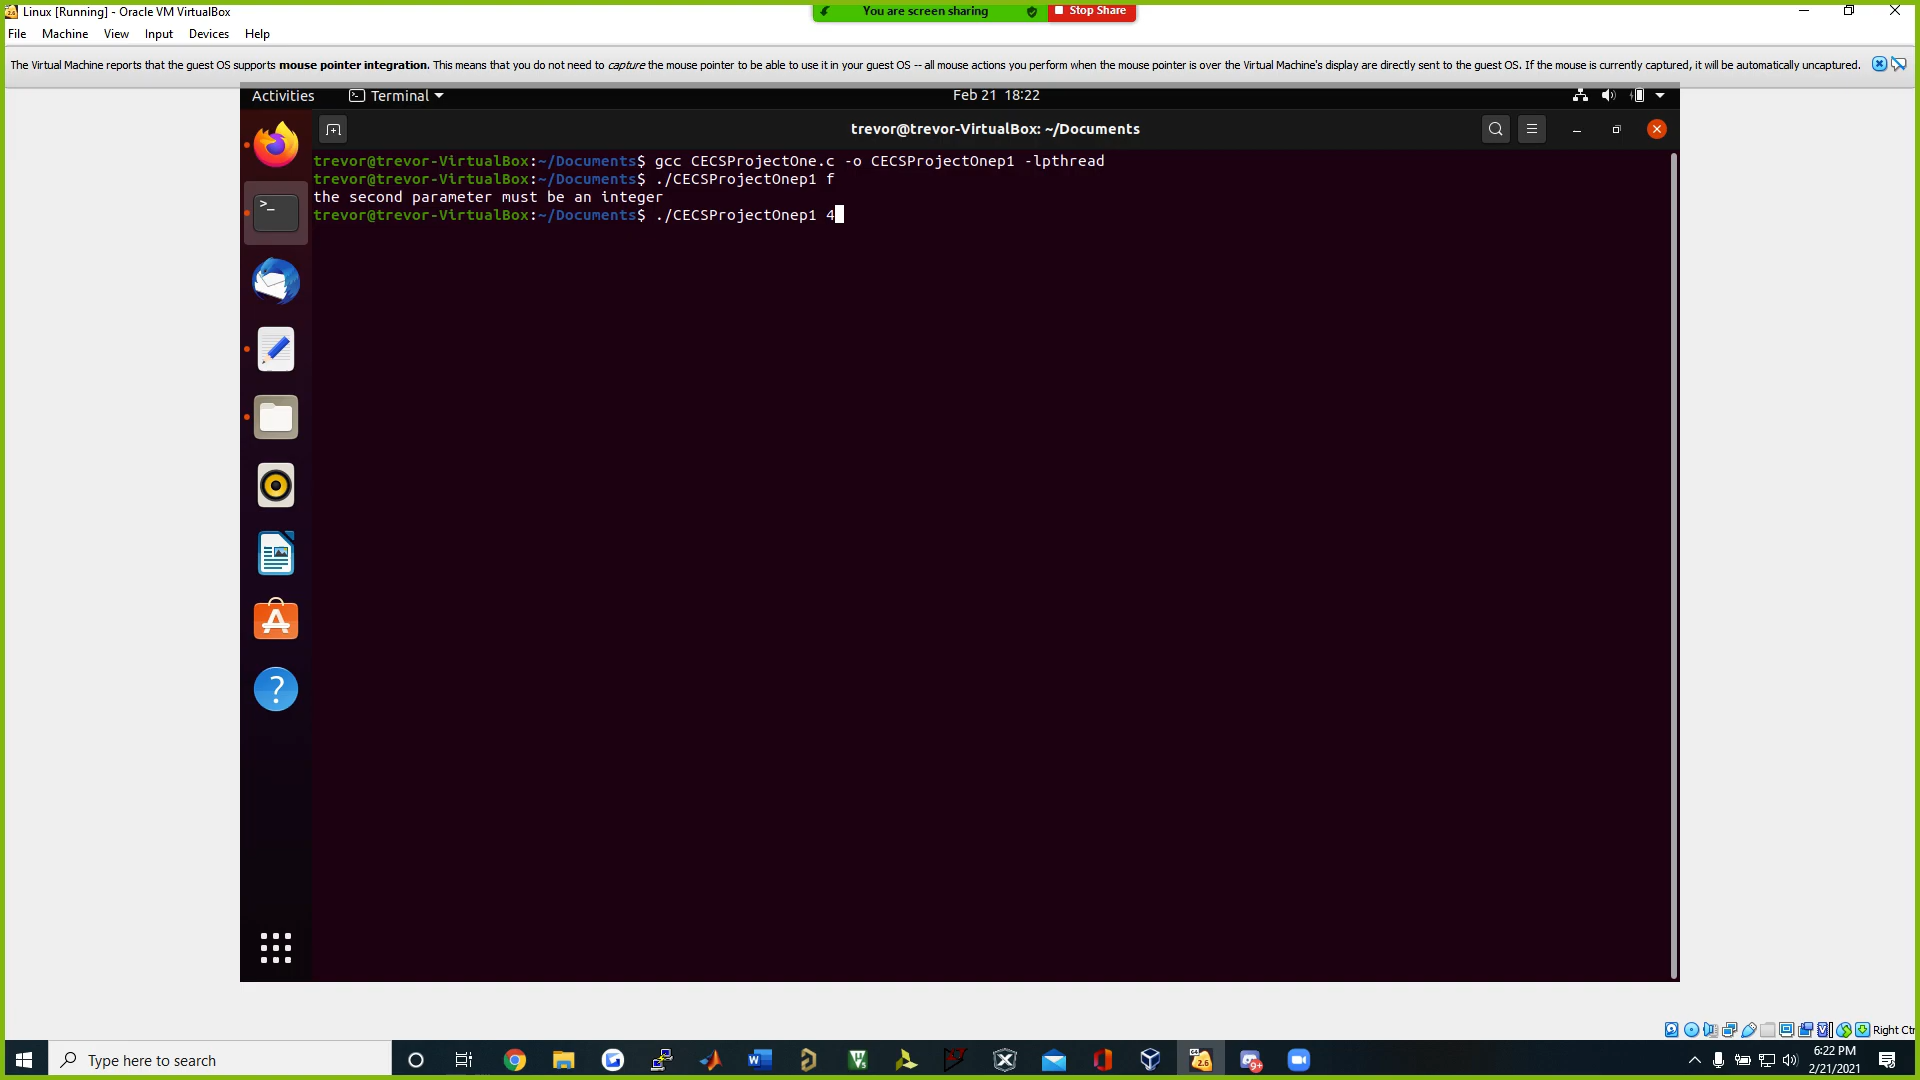 Linux [Running] - Oracle VM VirtualBox
You are screen sharing
Stop Share
File Machine View Input Devices Help
The Virtual Machine reports that the guest OS supports mouse pointer integration. This means that you do not need to capture the mouse pointer to be able to use it in your guest OS -- all mouse actions you perform when the mouse pointer is over the Virtual Machine's display are directly sent to the guest OS. If the mouse is currently captured, it will be automatically uncaptured.
Activities Terminal Feb 21 18:22
trevor@trevor-VirtualBox: ~/Documents
trevor@trevor-VirtualBox:~/Documents$ gcc CECSProjectOne.c -o CECSProjectOnep1 -lpthread
trevor@trevor-VirtualBox:~/Documents$ ./CECSProjectOnep1 f
the second parameter must be an integer
trevor@trevor-VirtualBox:~/Documents$ ./CECSProjectOnep1 4
Right Ctr
Type here to search
6:22 PM
2/21/2021